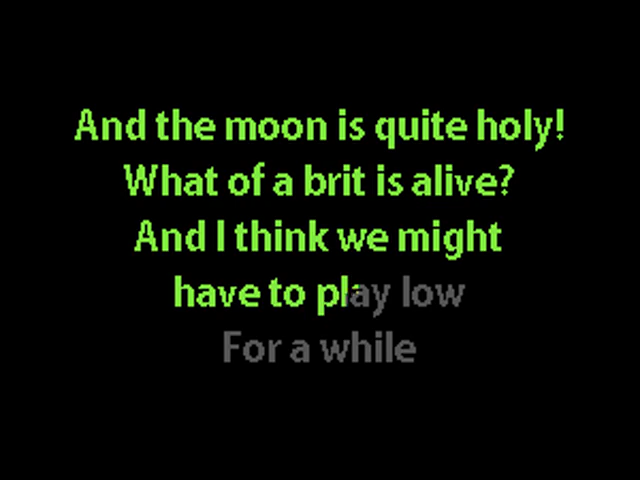 And the moon is quite holy!
What of a brit is alive?
And I think we might
have to play low
For a while